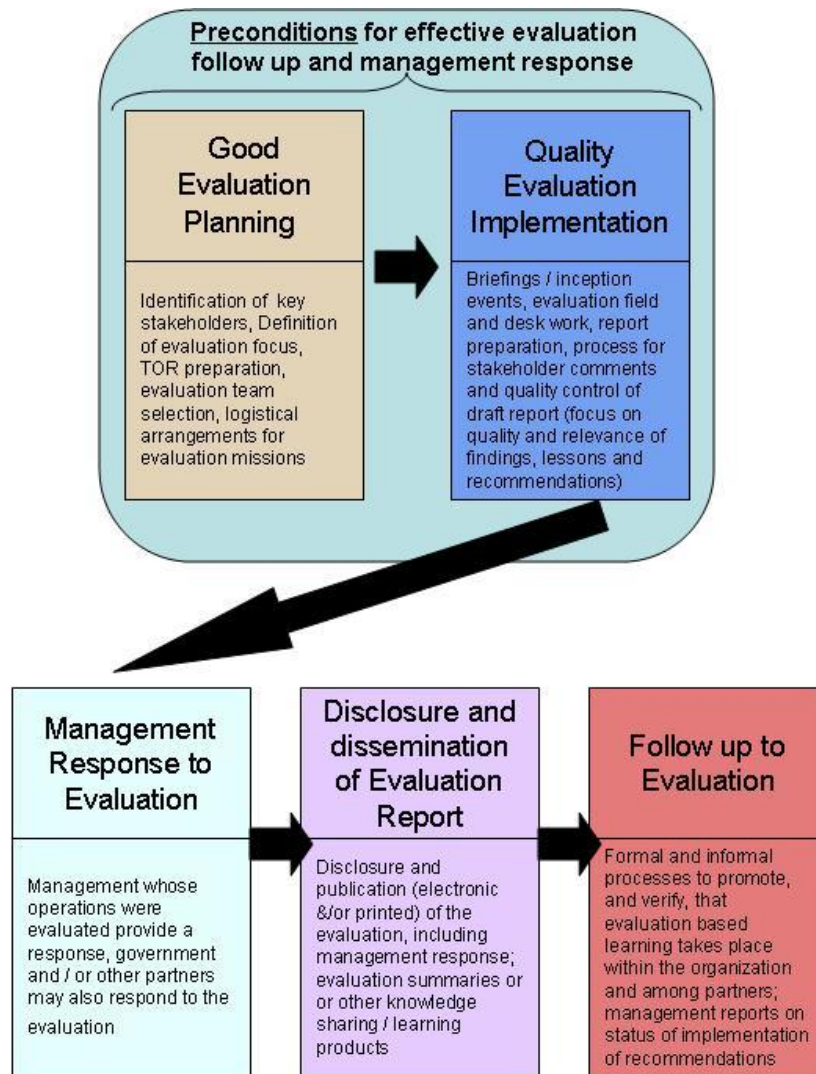 Preconditions for effective evaluation
follow up and management response
Good
Evaluation
Planning
Identification of key
stakeholders, Definition
of evaluation focus,
TOR preparation,
evaluation team
selection, logistical
arrangements for
evaluation missions
Quality
Evaluation
Implementation
Briefings / inception
events, evaluation field
and desk work, report
preparation, process for
stakeholder comments
and quality control of
draft report (focus on
quality and relevance of
findings, lessons and
recommendations)
Management
Response to
Evaluation
Management whose
operations were
evaluated provide a
response, government
and / or other partners
may also respond to the
evaluation
Disclosure and
dissemination
of Evaluation
Report
Disclosure and
publication (electronic
&/or printed) of the
evaluation, including
management response;
evaluation summaries or
or other knowledge
sharing / learning
products
Follow up to
Evaluation
Formal and informal
processes to promote,
and verify, that
evaluation based
learning takes place
within the organization
and among partners;
management reports on
status of implementation
of recommendations